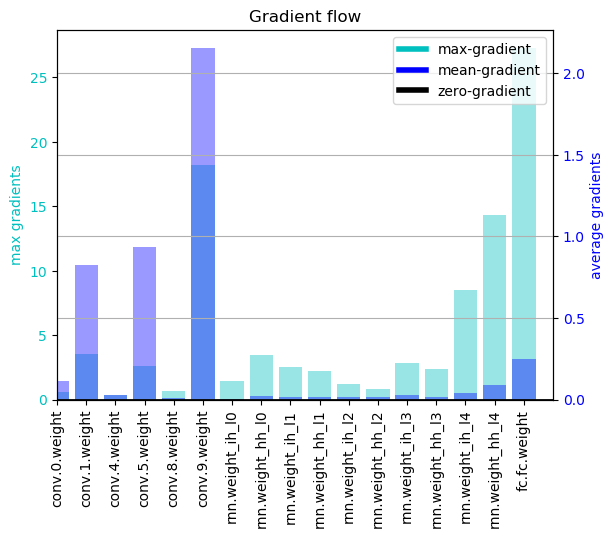 Gradient flow
max-gradient
mean-gradient
zero-gradient
max gradients
25
20
15
10
5
0
average gradients
2.0
1.5
1.0
0.5
0.0
conv.0.weight
conv.1.weight
conv.4.weight
conv.5.weight
conv.8.weight
conv.9.weight
rnn.weight_ih_l0
rnn.weight_hh_l0
rnn.weight_ih_l1
rnn.weight_hh_l1
rnn.weight_ih_l2
rnn.weight_hh_l2
rnn.weight_ih_l3
rnn.weight_hh_l3
rnn.weight_ih_l4
rnn.weight_hh_l4
fc.fc.weight